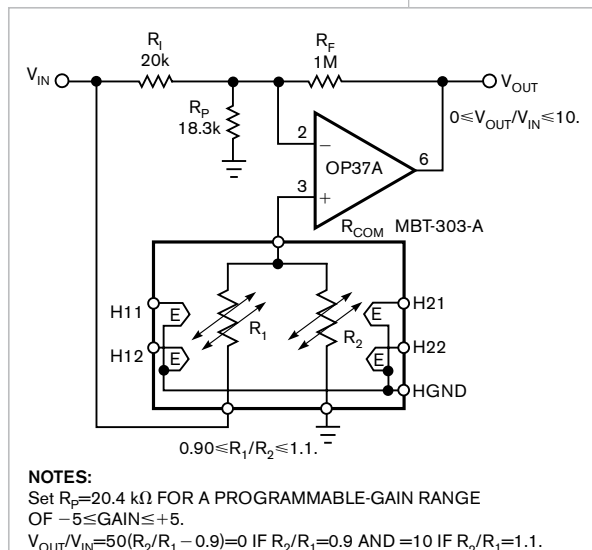 R_I
20k
R_F
1M
V_IN
V_OUT
R_P
18.3k
0≤V_OUT/V_IN≤10.
2
−
OP37A
6
3
+
R_COM MBT-303-A
H11
E
R_1
H12
E
E
H21
R_2
E
H22
HGND
0.90≤R_1/R_2≤1.1.
NOTES:
Set R_P=20.4 kΩ FOR A PROGRAMMABLE-GAIN RANGE
OF −5≤GAIN≤+5.
V_OUT/V_IN=50(R_2/R_1−0.9)=0 IF R_2/R_1=0.9 AND =10 IF R_2/R_1=1.1.